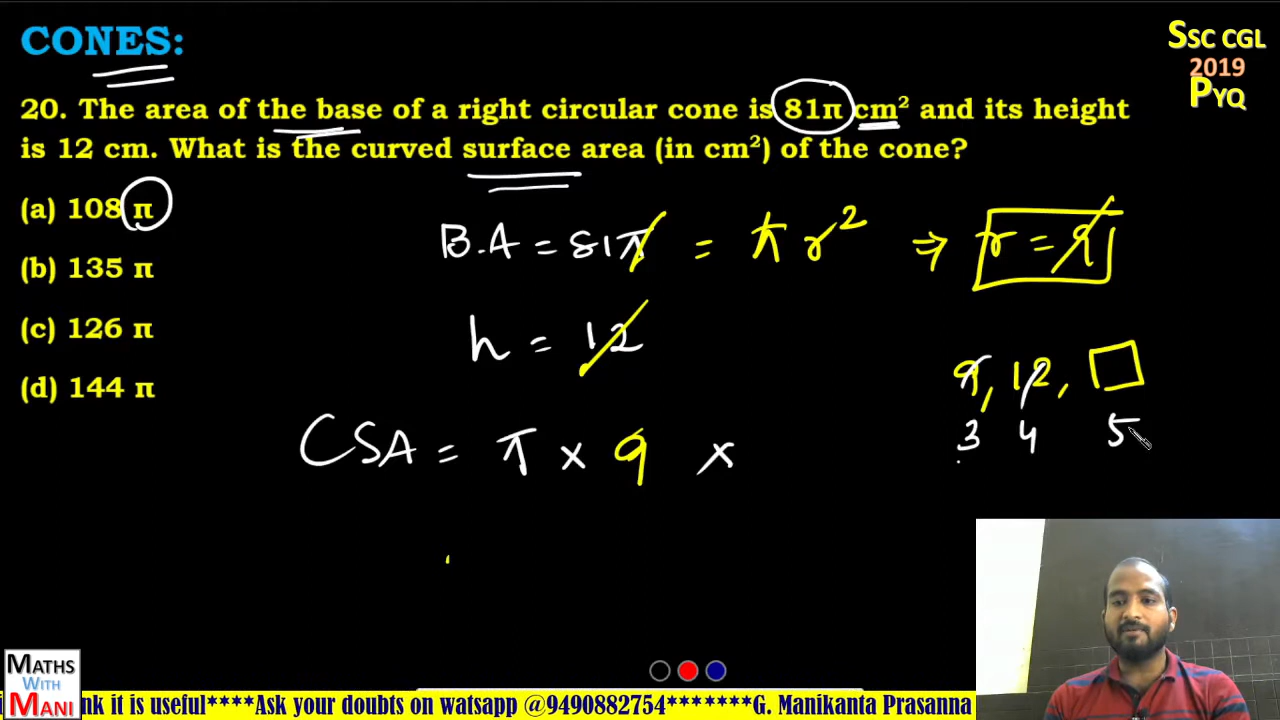 CONES:
SSC CGL
2019
PYQ
20. The area of the base of a right circular cone is 81π cm² and its height
is 12 cm. What is the curved surface area (in cm²) of the cone?
(a) 108 π
(b) 135 π
(c) 126 π
(d) 144 π
B.A = 81π = πr² ⇒ r = 9
h = 12
9, 12, □
3 4 5
CSA = π × 9 ×
MATHS
WITH
MANI
nk it is useful****Ask your doubts on watsapp @9490882754*******G. Manikanta Prasanna